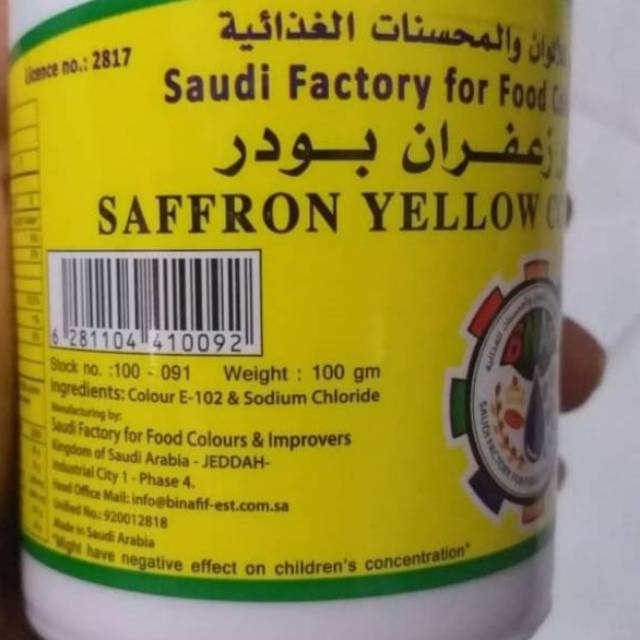 والمحسنات الغذائية
Licence no.: 2817
Saudi Factory for Food
زعفران بودر
SAFFRON YELLOW
6 281104 410092
Stock no. :100 - 091 Weight : 100 gm
Ingredients: Colour E-102 & Sodium Chloride
Manufacturing by:
Saudi Factory for Food Colours & Improvers
Kingdom of Saudi Arabia - JEDDAH-
Industrial City 1 - Phase 4.
Head Office Mail: info@binafif-est.com.sa
Unified No.: 920012818
Made in Saudi Arabia
"Might have negative effect on children's concentration"